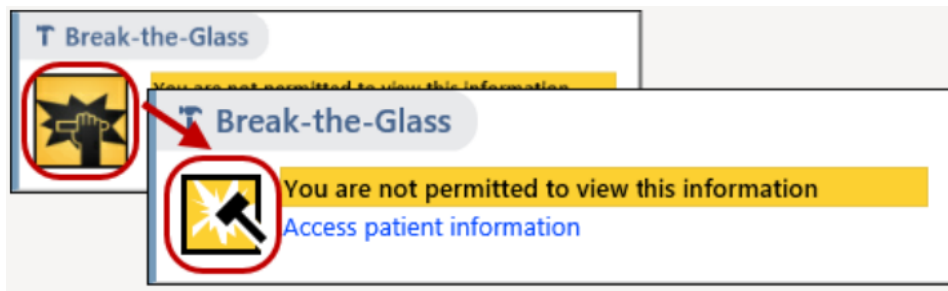 Break-the-Glass
You are not permitted to view this information
Break-the-Glass
You are not permitted to view this information
Access patient information